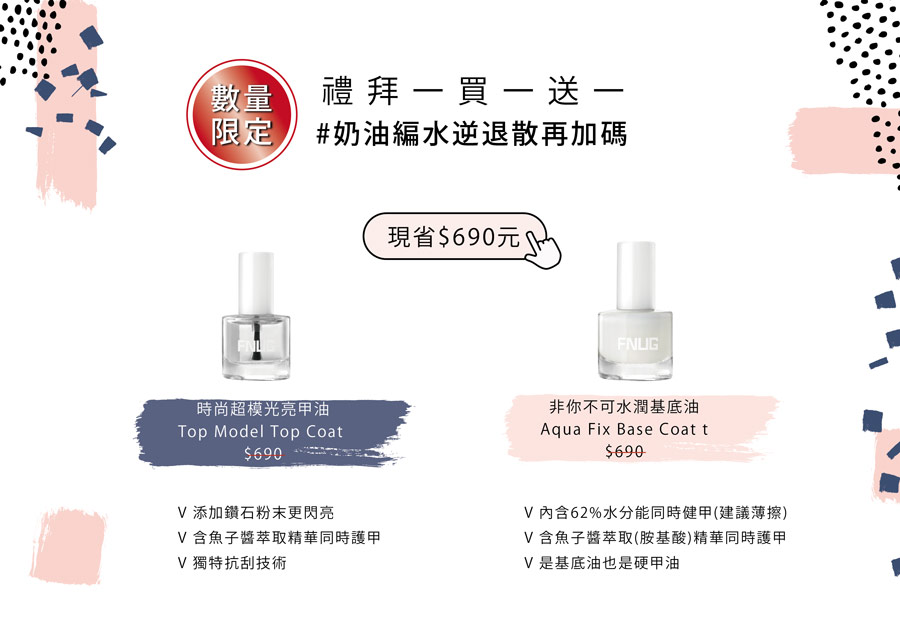 數量
限定
禮拜一買一送一
#奶油編水逆退散再加碼
現省$690元
FNUG
FNUG
時尚超模光亮甲油
Top Model Top Coat
$690
非你不可水潤基底油
Aqua Fix Base Coat t
$690
V 添加鑽石粉末更閃亮
V 含魚子醬萃取精華同時護甲
V 獨特抗刮技術
V 內含62%水分能同時健甲(建議薄擦)
V 含魚子醬萃取(胺基酸)精華同時護甲
V 是基底油也是硬甲油